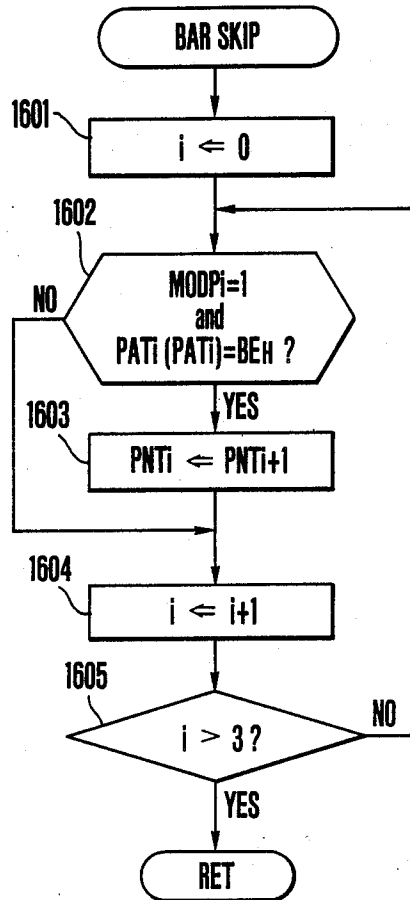 BAR SKIP
1601
i ⇐ 0
1602
MODPi=1
and
PATi (PATi)=BEH ?
NO
YES
1603
PNTi ⇐ PNTi+1
1604
i ⇐ i+1
1605
i > 3 ?
NO
YES
RET